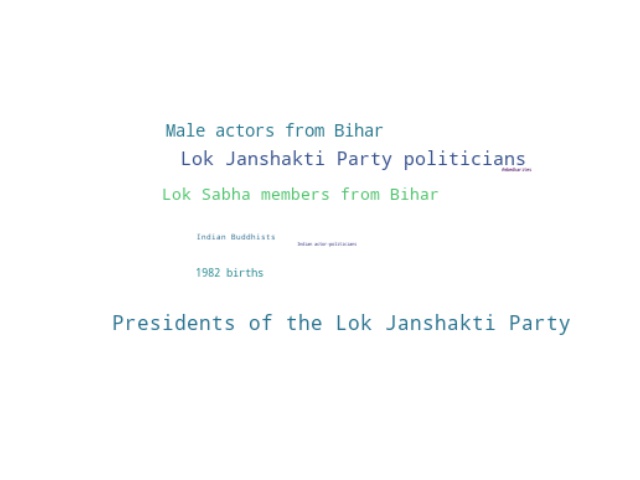 Male actors from Bihar
Lok Janshakti Party politicians
Ambedkarites
Lok Sabha members from Bihar
Indian Buddhists
Indian actor-politicians
1982 births
Presidents of the Lok Janshakti Party